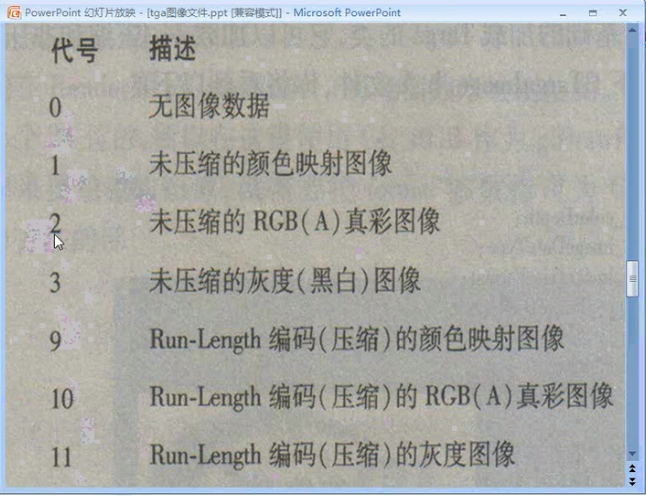 PowerPoint 幻灯片放映 - [tga图像文件.ppt [兼容模式]] - Microsoft PowerPoint
代号 描述
0 无图像数据
1 未压缩的颜色映射图像
2 未压缩的 RGB(A)真彩图像
3 未压缩的灰度(黑白)图像
9 Run-Length 编码(压缩)的颜色映射图像
10 Run-Length 编码(压缩)的 RGB(A)真彩图像
11 Run-Length 编码(压缩)的灰度图像